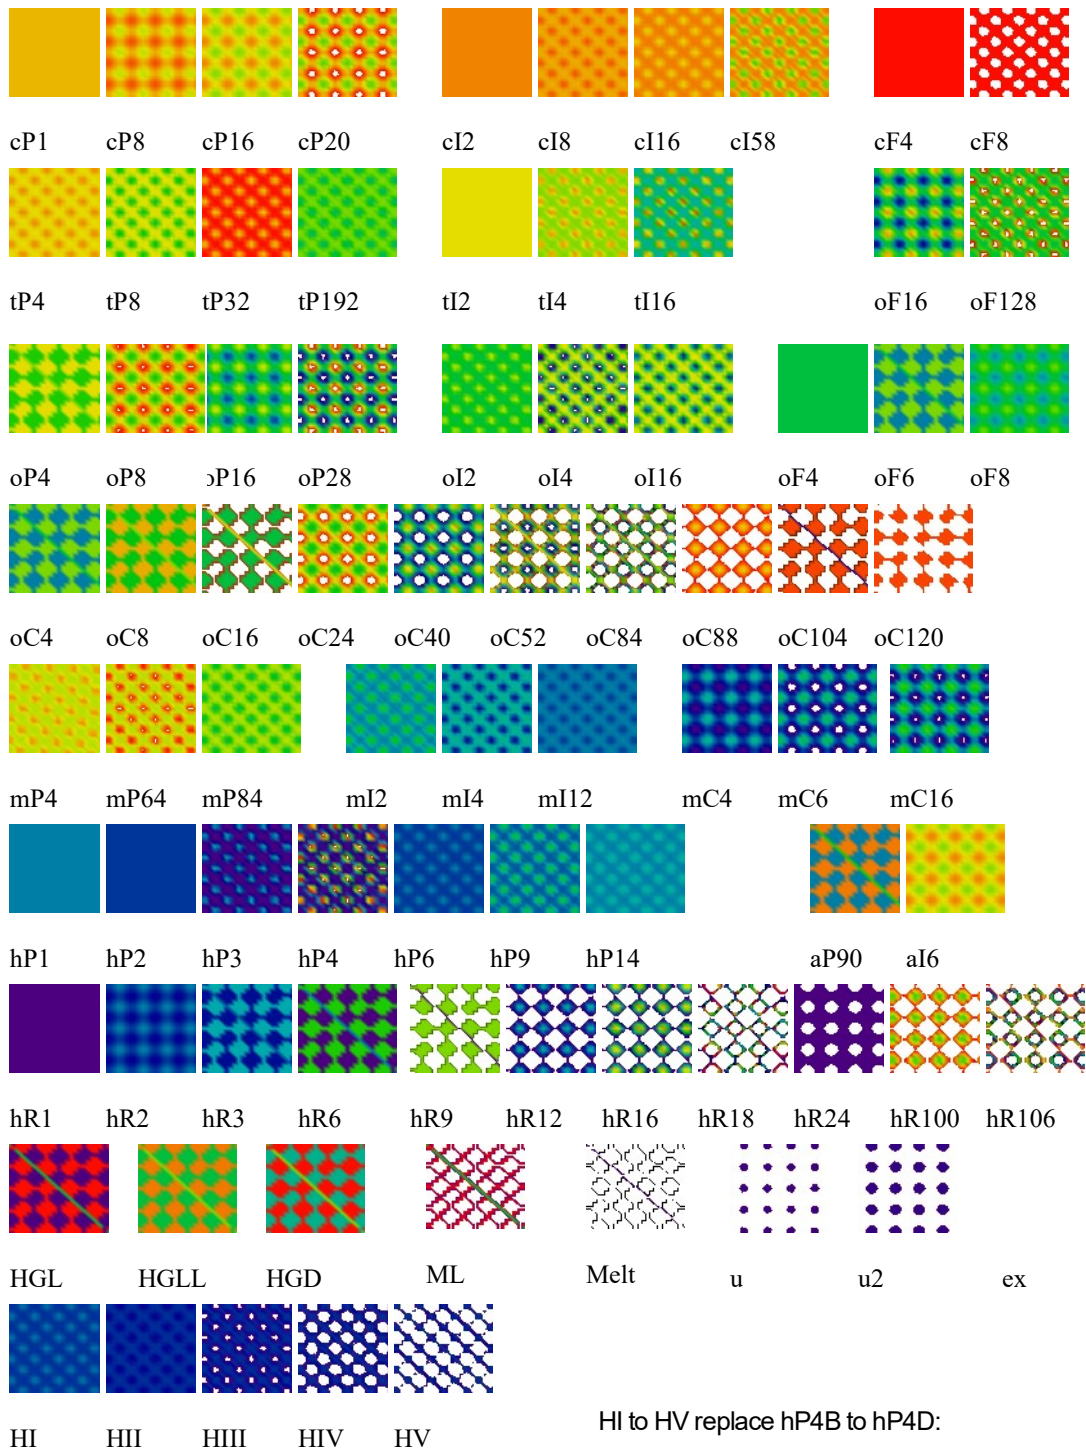 cP1 cP8 cP16 cP20 cI2 cI8 cI16 cI58 cF4 cF8
tP4 tP8 tP32 tP192 tI2 tI4 tI16 oF16 oF128
oP4 oP8 oP16 oP28 oI2 oI4 oI16 oF4 oF6 oF8
oC4 oC8 oC16 oC24 oC40 oC52 oC84 oC88 oC104 oC120
mP4 mP64 mP84 mI2 mI4 mI12 mC4 mC6 mC16
hP1 hP2 hP3 hP4 hP6 hP9 hP14 aP90 aI6
hR1 hR2 hR3 hR6 hR9 hR12 hR16 hR18 hR24 hR100 hR106
HGL HGLL HGD ML Melt u u2 ex
HI to HV replace hP4B to hP4D:
HI HII HIII HIV HV